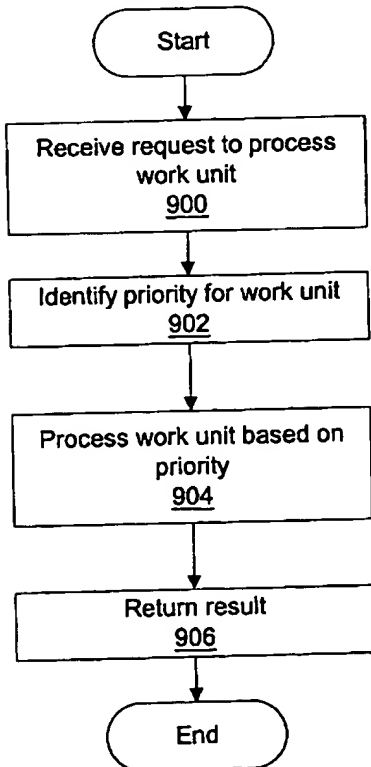 Start
Receive request to process
work unit
900
Identify priority for work unit
902
Process work unit based on
priority
904
Return result
906
End